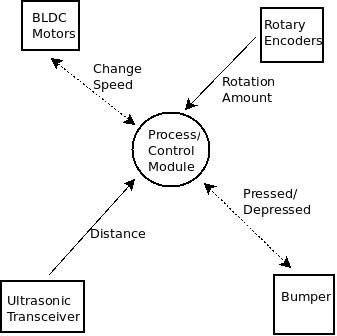 BLDC
Motors
Rotary
Encoders
Change
Speed
Rotation
Amount
Process/
Control
Module
Pressed/
Depressed
Distance
Ultrasonic
Transceiver
Bumper